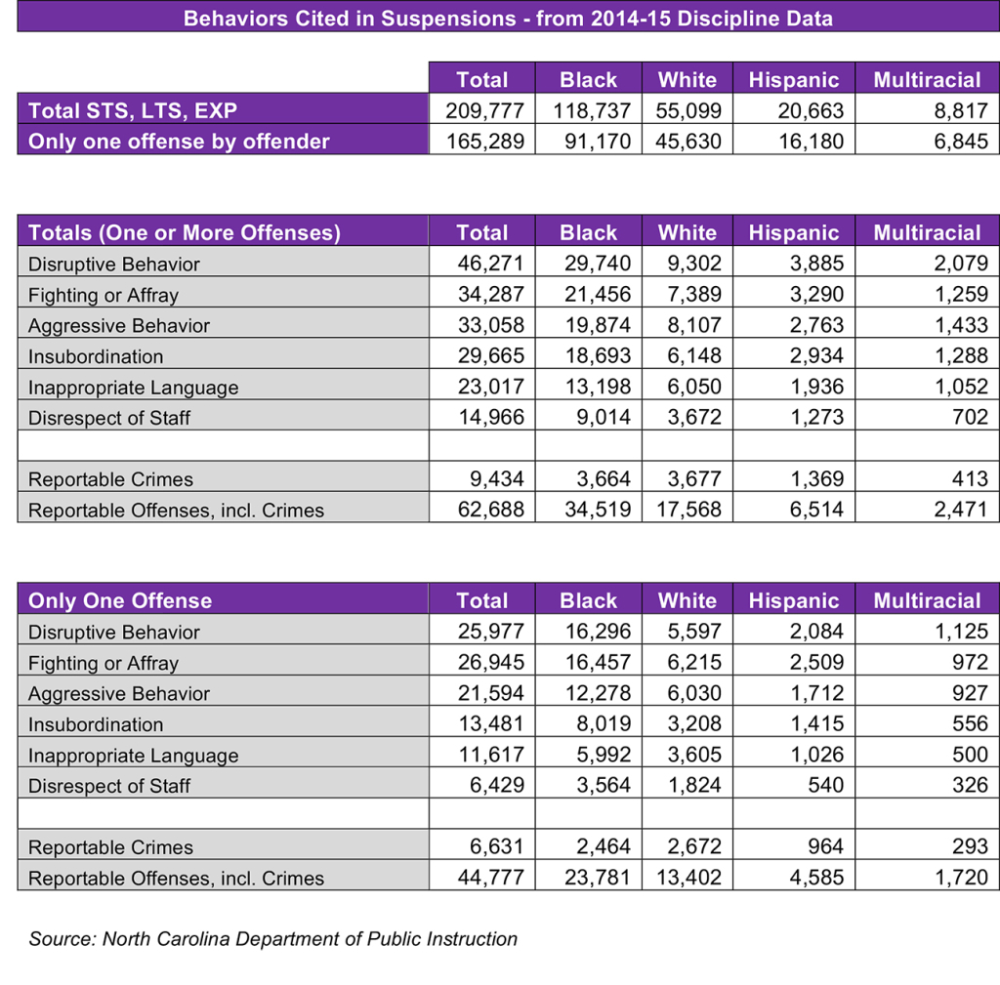 Behaviors Cited in Suspensions - from 2014-15 Discipline Data
Total Black White Hispanic Multiracial
Total STS, LTS, EXP 209,777 118,737 55,099 20,663 8,817
Only one offense by offender 165,289 91,170 45,630 16,180 6,845
Totals (One or More Offenses) Total Black White Hispanic Multiracial
Disruptive Behavior 46,271 29,740 9,302 3,885 2,079
Fighting or Affray 34,287 21,456 7,389 3,290 1,259
Aggressive Behavior 33,058 19,874 8,107 2,763 1,433
Insubordination 29,665 18,693 6,148 2,934 1,288
Inappropriate Language 23,017 13,198 6,050 1,936 1,052
Disrespect of Staff 14,966 9,014 3,672 1,273 702
Reportable Crimes 9,434 3,664 3,677 1,369 413
Reportable Offenses, incl. Crimes 62,688 34,519 17,568 6,514 2,471
Only One Offense Total Black White Hispanic Multiracial
Disruptive Behavior 25,977 16,296 5,597 2,084 1,125
Fighting or Affray 26,945 16,457 6,215 2,509 972
Aggressive Behavior 21,594 12,278 6,030 1,712 927
Insubordination 13,481 8,019 3,208 1,415 556
Inappropriate Language 11,617 5,992 3,605 1,026 500
Disrespect of Staff 6,429 3,564 1,824 540 326
Reportable Crimes 6,631 2,464 2,672 964 293
Reportable Offenses, incl. Crimes 44,777 23,781 13,402 4,585 1,720
Source: North Carolina Department of Public Instruction